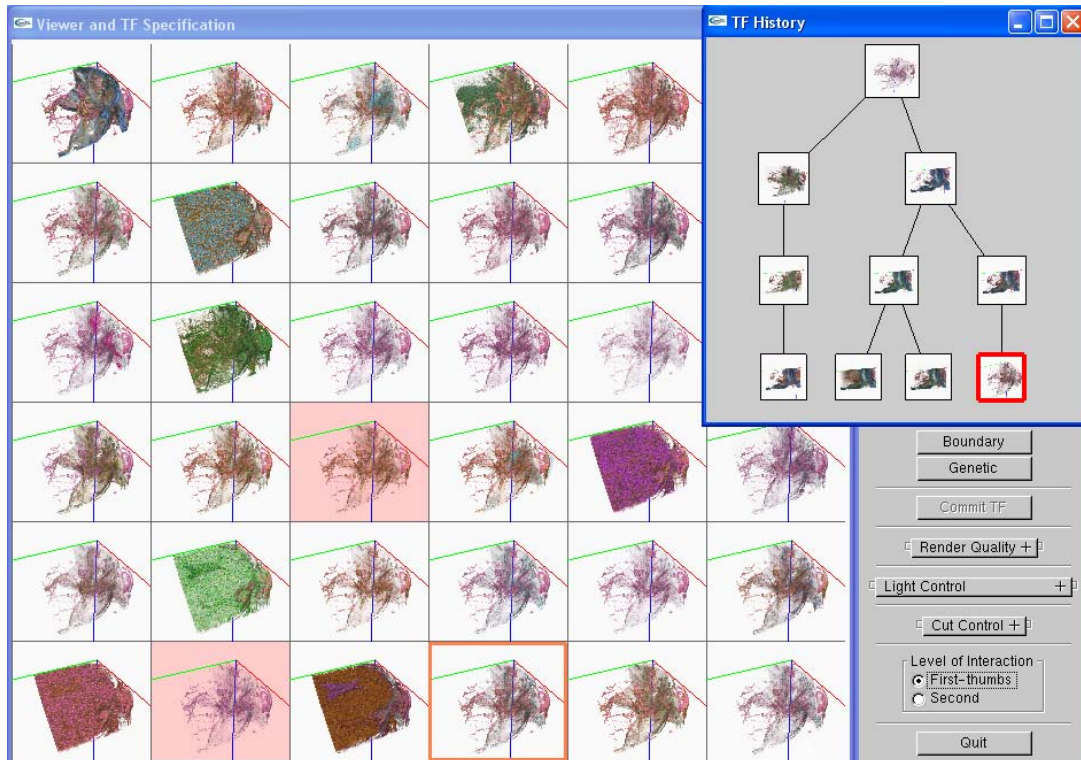 Viewer and TF Specification
TF History
Boundary
Genetic
Commit TF
Render Quality +
Light Control +
Cut Control +
Level of Interaction
First-thumbs
Second
Quit